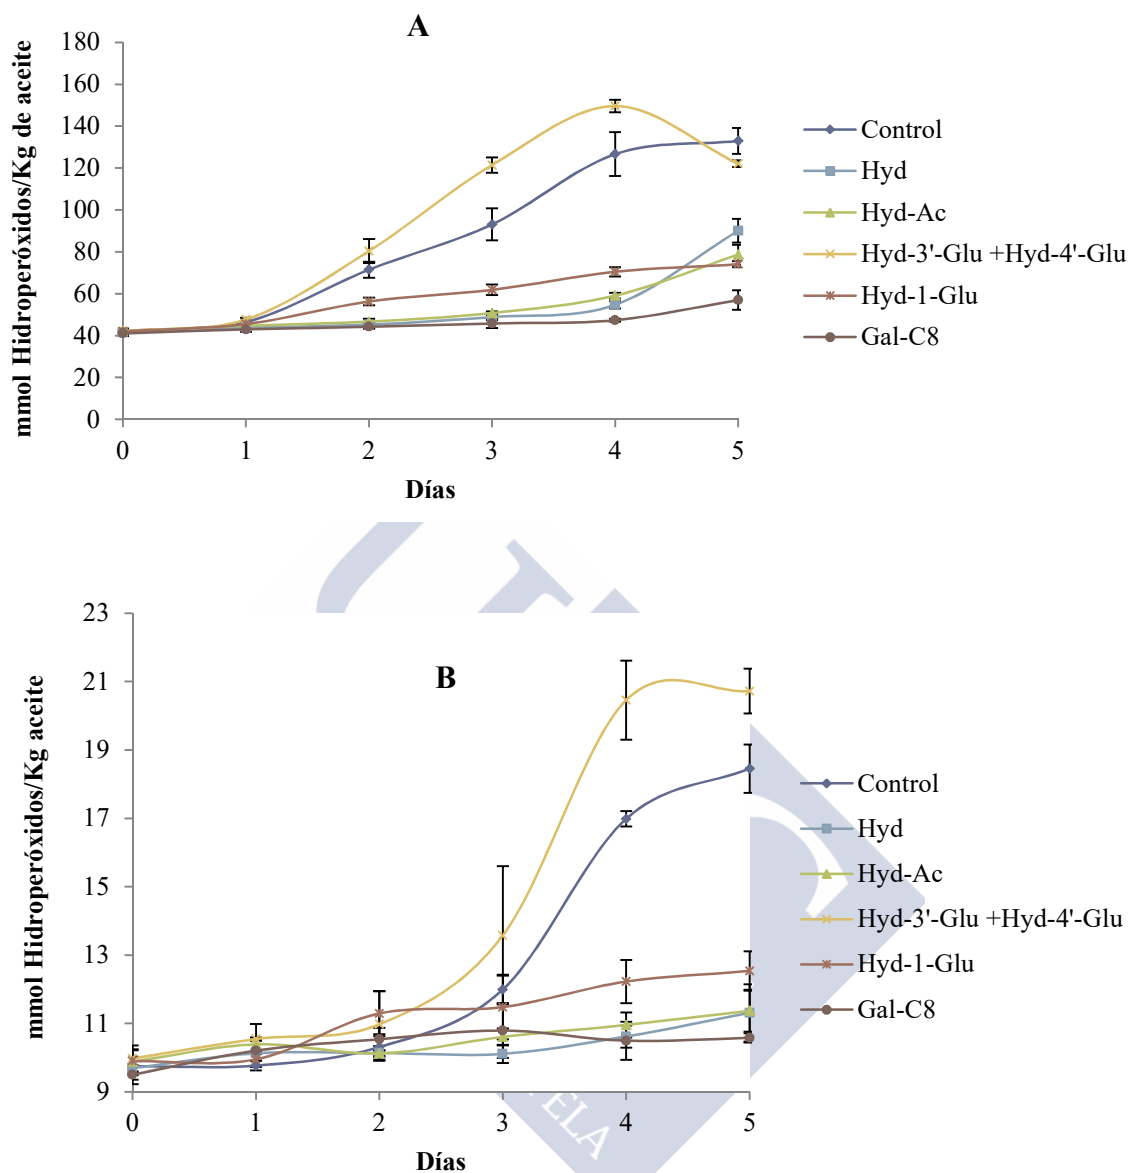 A
mmol Hidroperóxidos/Kg de aceite
180
160
140
120
100
80
60
40
20
0
0 1 2 3 4 5
Días
Control
Hyd
Hyd-Ac
Hyd-3'-Glu +Hyd-4'-Glu
Hyd-1-Glu
Gal-C8
B
mmol Hidroperóxidos/Kg aceite
23
21
19
17
15
13
11
9
0 1 2 3 4 5
Días
Control
Hyd
Hyd-Ac
Hyd-3'-Glu +Hyd-4'-Glu
Hyd-1-Glu
Gal-C8